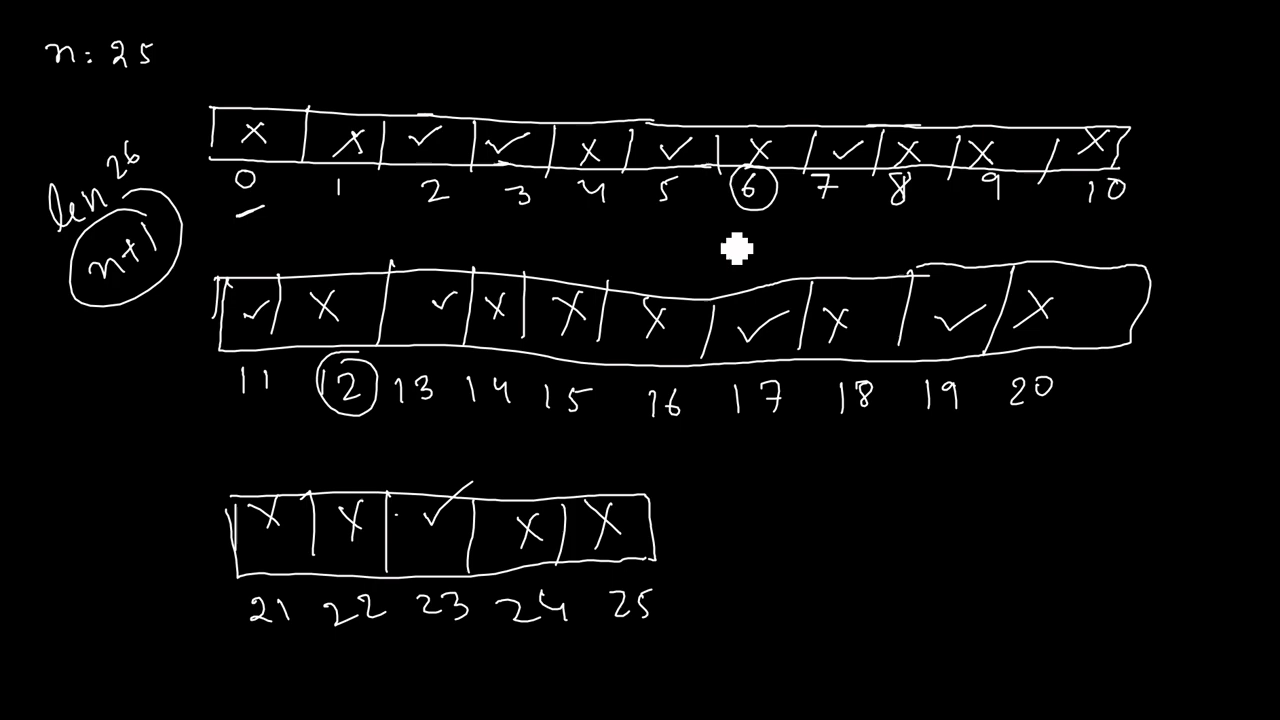 n: 25
X X ✓ ✓ X ✓ X ✓ X X X
0 1 2 3 4 5 6 7 8 9 10
len 26
n+1
✓ X ✓ X X X ✓ X ✓ X
11 12 13 14 15 16 17 18 19 20
X X ✓ X X
21 22 23 24 25